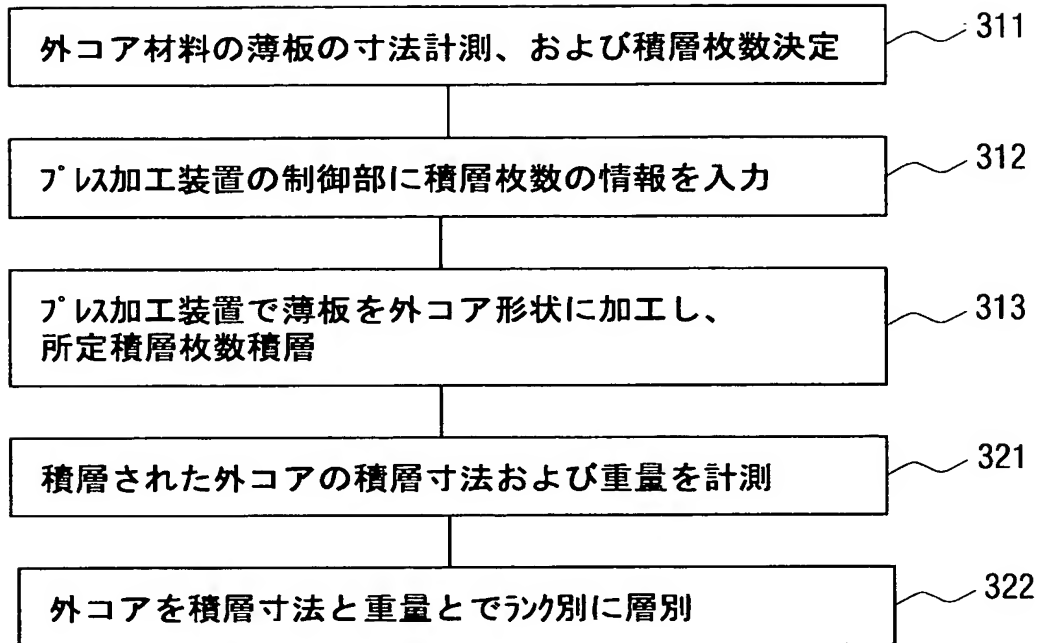 外コア材料の薄板の寸法計測、および積層枚数決定
311
ﾌﾟﾚｽ加工装置の制御部に積層枚数の情報を入力
312
ﾌﾟﾚｽ加工装置で薄板を外コア形状に加工し、
所定積層枚数積層
313
積層された外コアの積層寸法および重量を計測
321
外コアを積層寸法と重量とでﾗﾝｸ別に層別
322